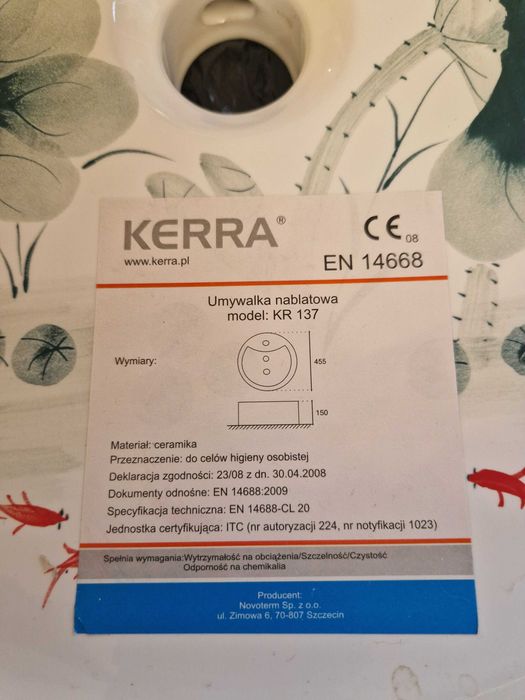 KERRA®
www.kerra.pl
CE 08
EN 14668
Umywalka nablatowa
model: KR 137
Wymiary:
455
150
Materiał: ceramika
Przeznaczenie: do celów higieny osobistej
Deklaracja zgodności: 23/08 z dn. 30.04.2008
Dokumenty odnośne: EN 14688:2009
Specyfikacja techniczna: EN 14688-CL 20
Jednostka certyfikująca: ITC (nr autoryzacji 224, nr notyfikacji 1023)
Spełnia wymagania:Wytrzymałość na obciążenia/Szczelność/Czystość
Odporność na chemikalia
Producent:
Novoterm Sp. z o.o.
ul. Zimowa 6, 70-807 Szczecin